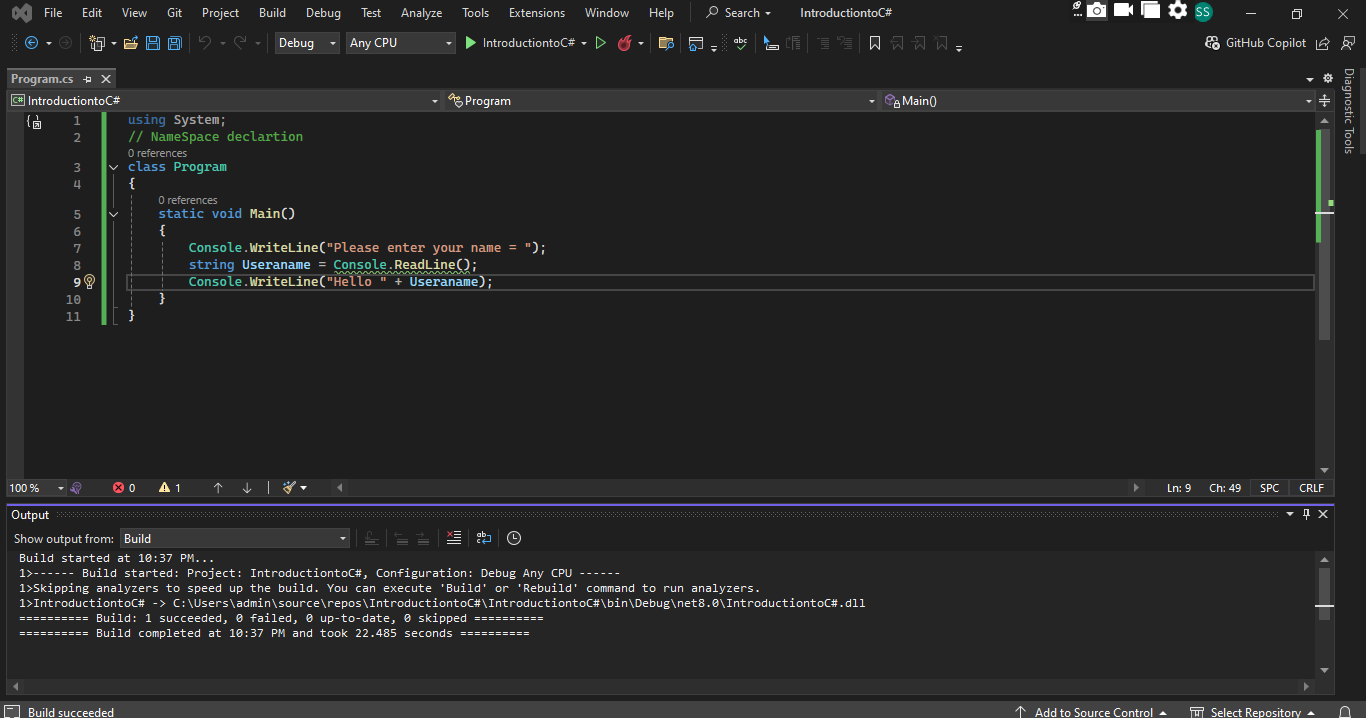 File Edit View Git Project Build Debug Test Analyze Tools Extensions Window Help Search IntroductiontoC# SS
Debug Any CPU IntroductiontoC# GitHub Copilot
Program.cs
Diagnostic Tools
C# IntroductiontoC# Program Main()
1 using System;
2 // NameSpace declartion
0 references
3 class Program
4 {
0 references
5 static void Main()
6 {
7 Console.WriteLine("Please enter your name = ");
8 string Useraname = Console.ReadLine();
9 Console.WriteLine("Hello " + Useraname);
10 }
11 }
100 % 0 1 Ln: 9 Ch: 49 SPC CRLF
Output
Show output from: Build
Build started at 10:37 PM...
1>------ Build started: Project: IntroductiontoC#, Configuration: Debug Any CPU ------
1>Skipping analyzers to speed up the build. You can execute 'Build' or 'Rebuild' command to run analyzers.
1>IntroductiontoC# -> C:\Users\admin\source\repos\IntroductiontoC#\IntroductiontoC#\bin\Debug\net8.0\IntroductiontoC#.dll
========== Build: 1 succeeded, 0 failed, 0 up-to-date, 0 skipped ==========
========== Build completed at 10:37 PM and took 22.485 seconds ==========
Build succeeded Add to Source Control Select Repository